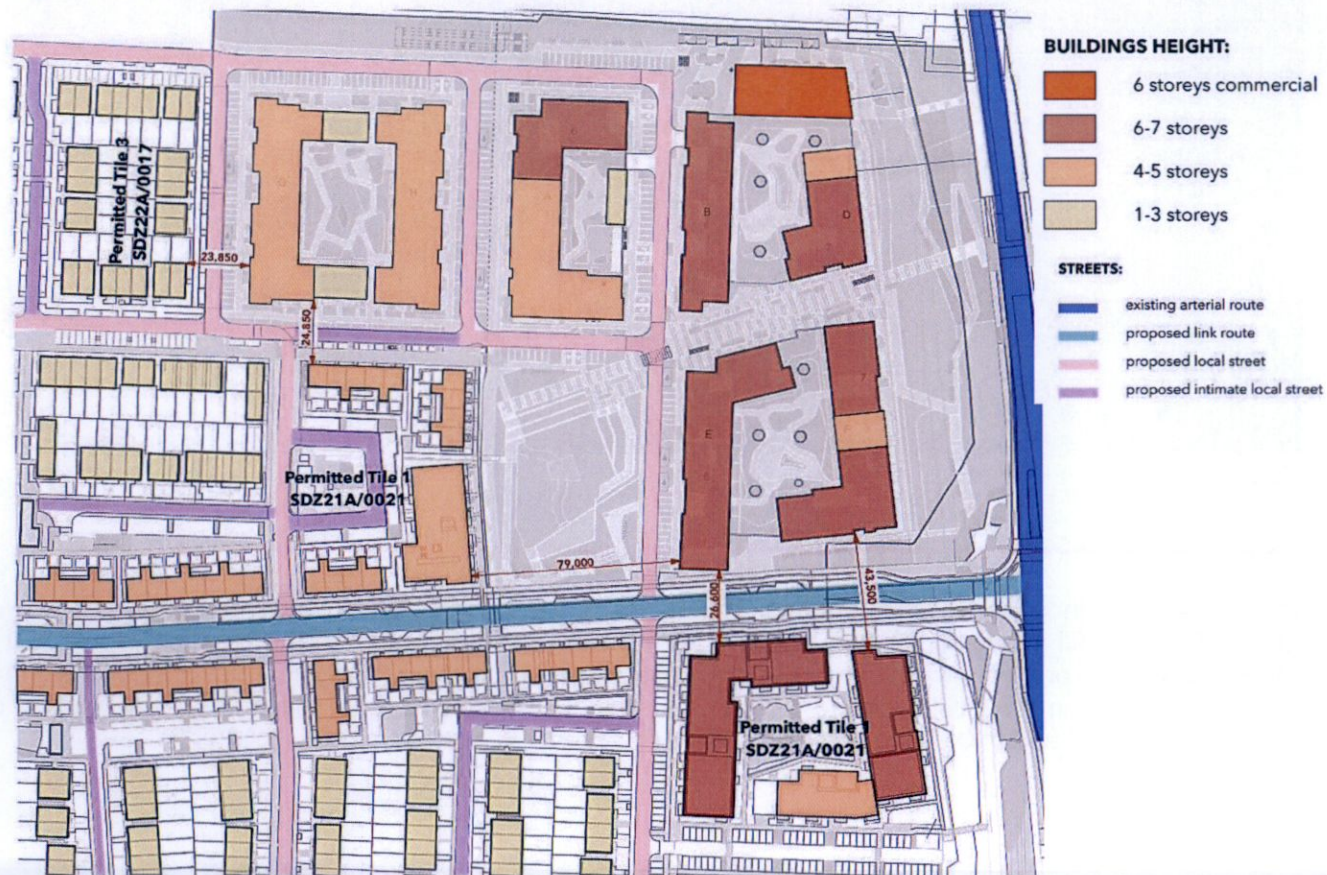 BUILDINGS HEIGHT:
6 storeys commercial
6-7 storeys
4-5 storeys
1-3 storeys
STREETS:
existing arterial route
proposed link route
proposed local street
proposed intimate local street
Permitted Tile 3
SDZ22A/0017
23,850
24,850
B
D
E
Permitted Tile 1
SDZ21A/0021
79,000
26,600
43,500
Permitted Tile 1
SDZ21A/0021